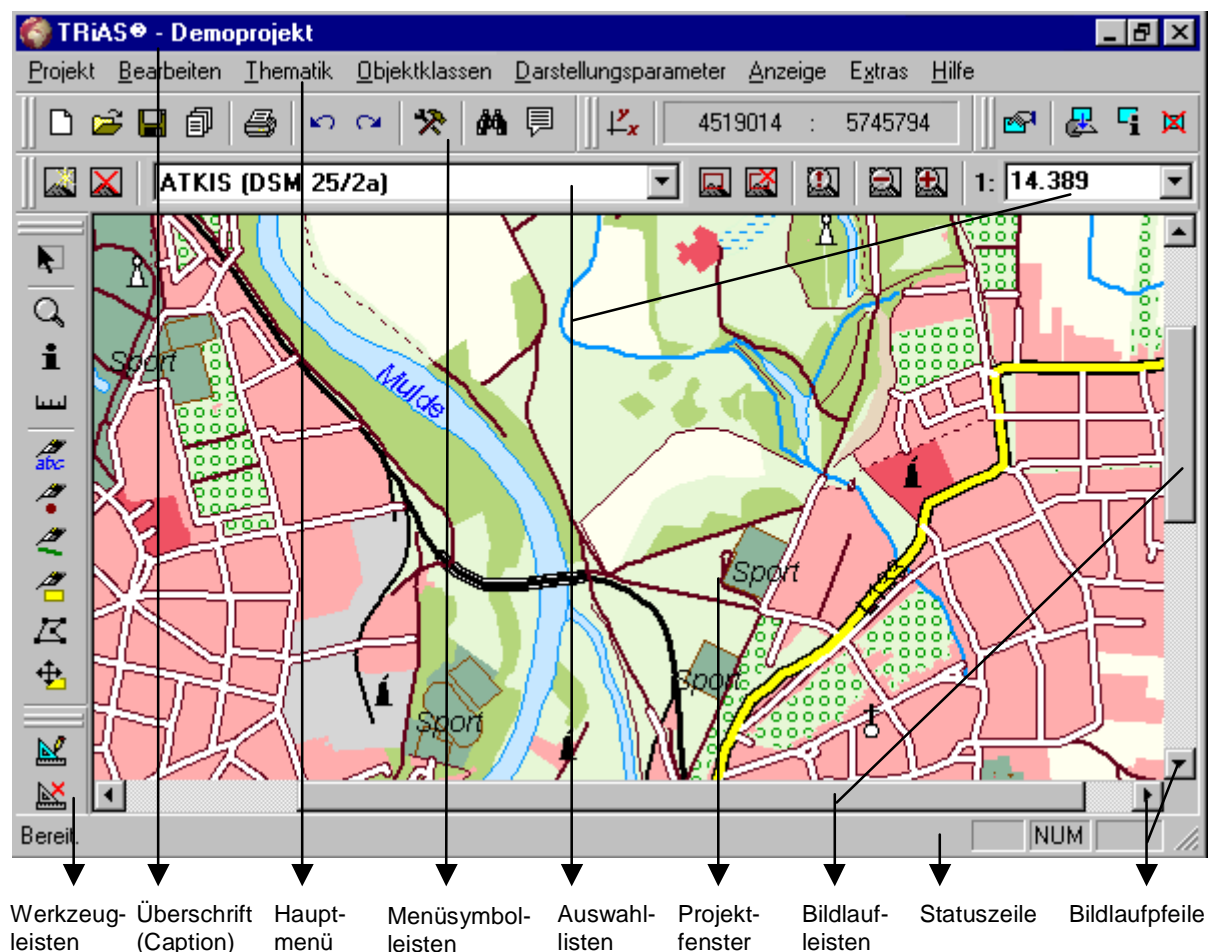 TRiAS® - Demoprojekt
Projekt Bearbeiten Thematik Objektklassen Darstellungsparameter Anzeige Extras Hilfe
y x 4519014 : 5745794
ATKIS (DSM 25/2a) 1: 14.389
Sport
Mulde
abc
Sport
Sport
Sport
Bereit. NUM
Werkzeug-
leisten
Überschrift
(Caption)
Haupt-
menü
Menüsymbol-
leisten
Auswahl-
listen
Projekt-
fenster
Bildlauf-
leisten
Statuszeile
Bildlaufpfeile